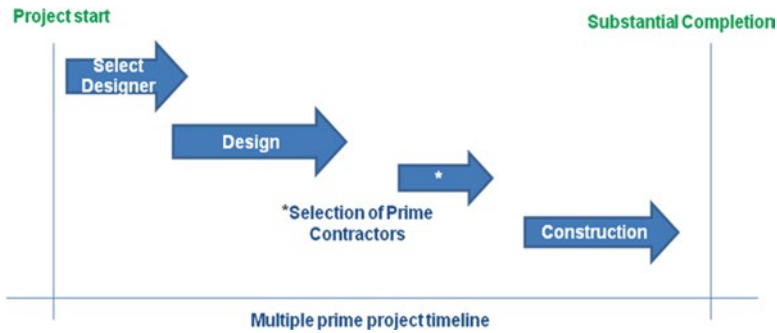 Project start
Substantial Completion
Select
Designer
Design
*
*Selection of Prime
Contractors
Construction
Multiple prime project timeline